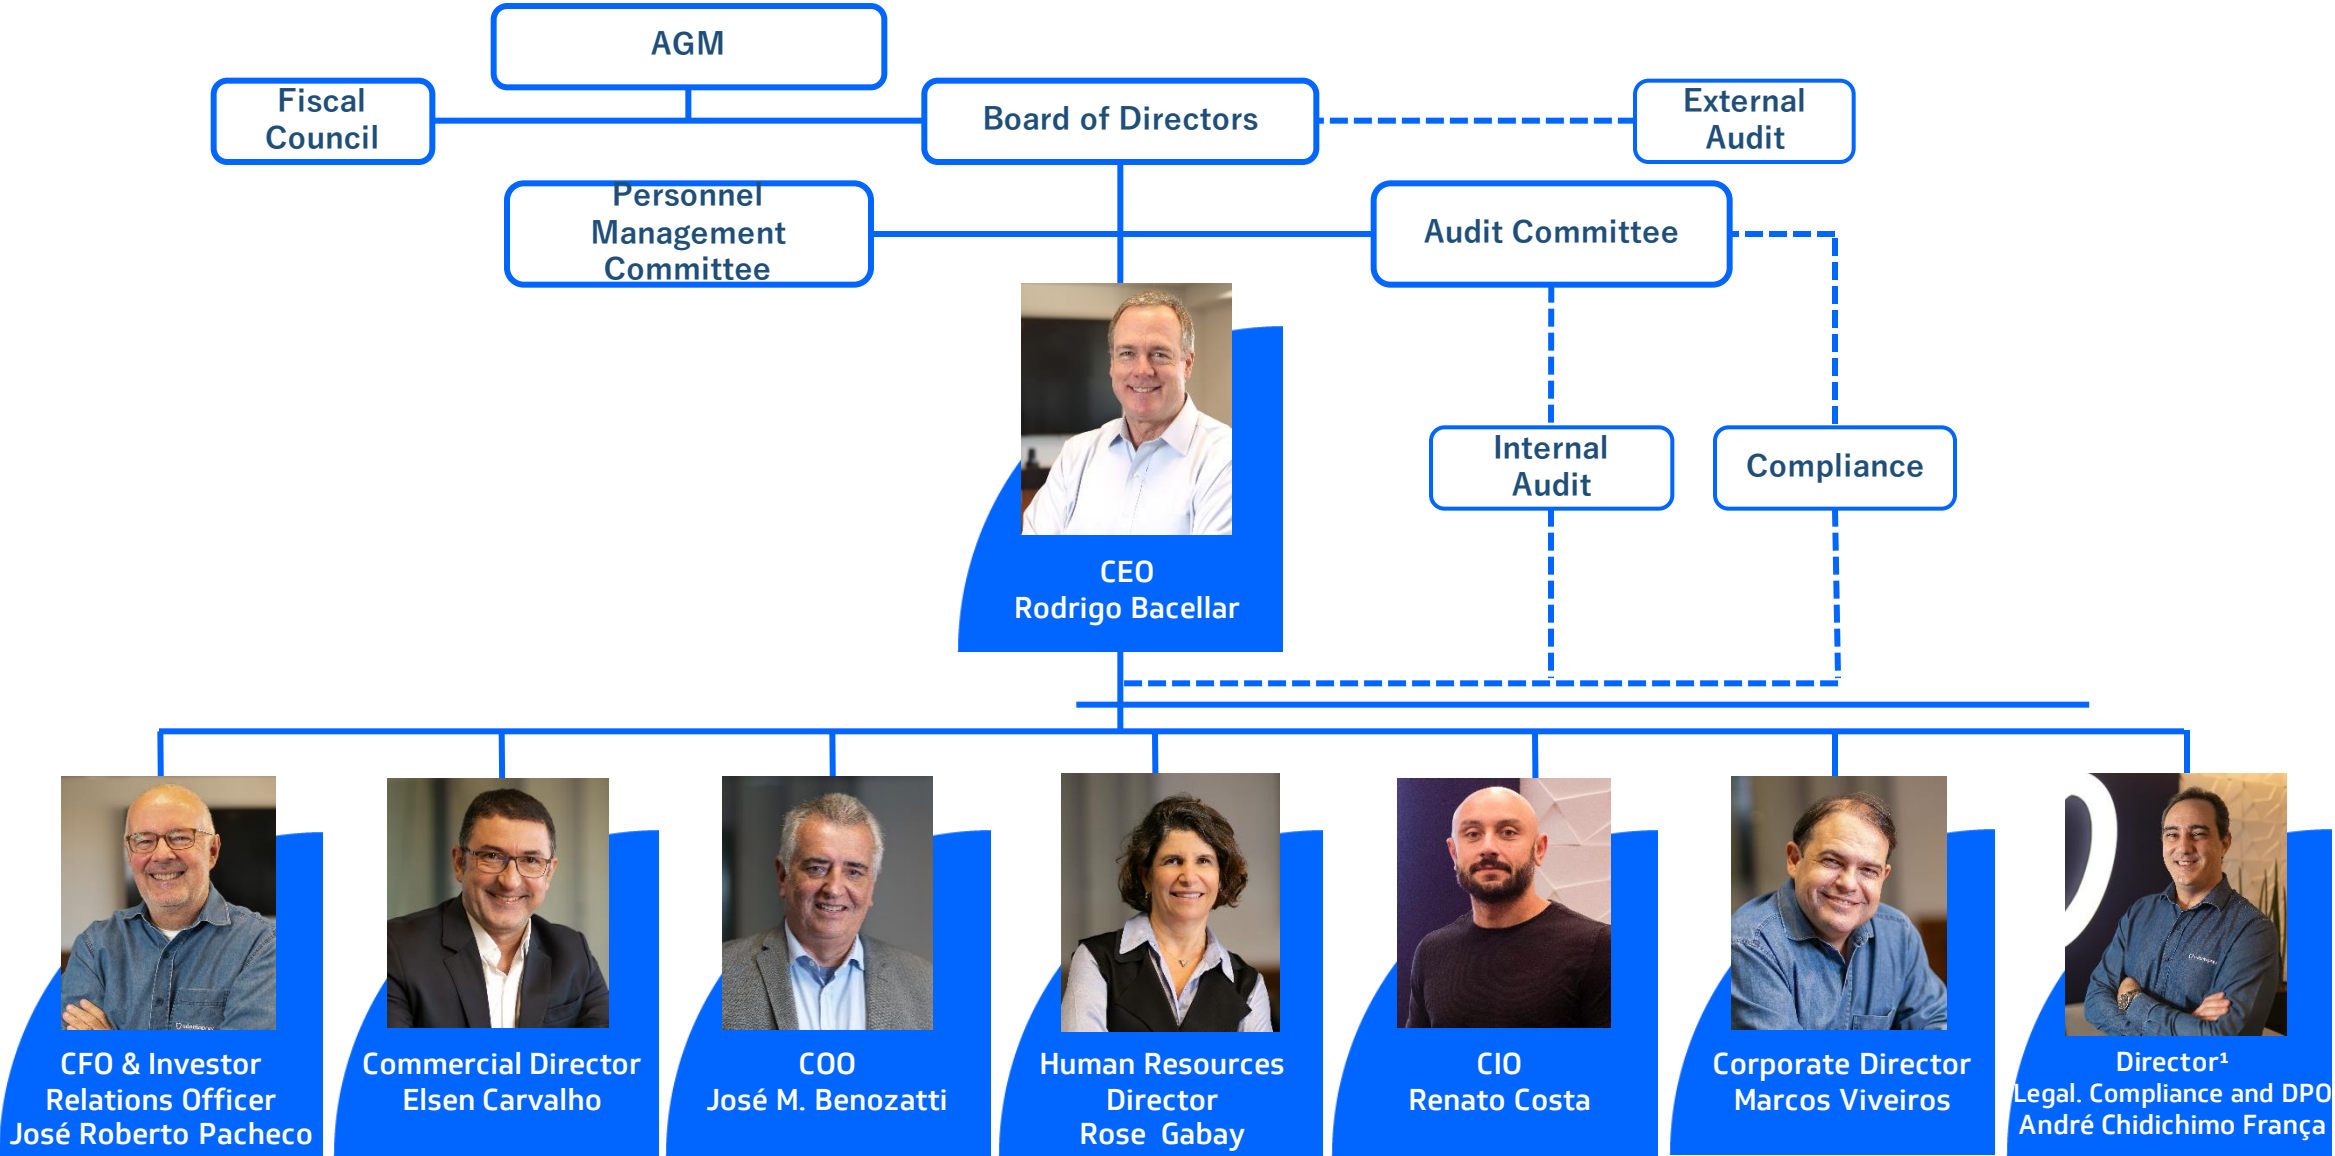 AGM
Fiscal
Council
Board of Directors
External
Audit
Personnel
Management
Committee
Audit Committee
Internal
Audit
Compliance
CEO
Rodrigo Bacellar
CFO & Investor
Relations Officer
José Roberto Pacheco
Commercial Director
Elsen Carvalho
COO
José M. Benozatti
Human Resources
Director
Rose Gabay
CIO
Renato Costa
Corporate Director
Marcos Viveiros
Director¹
Legal. Compliance and DPO
André Chidichimo França